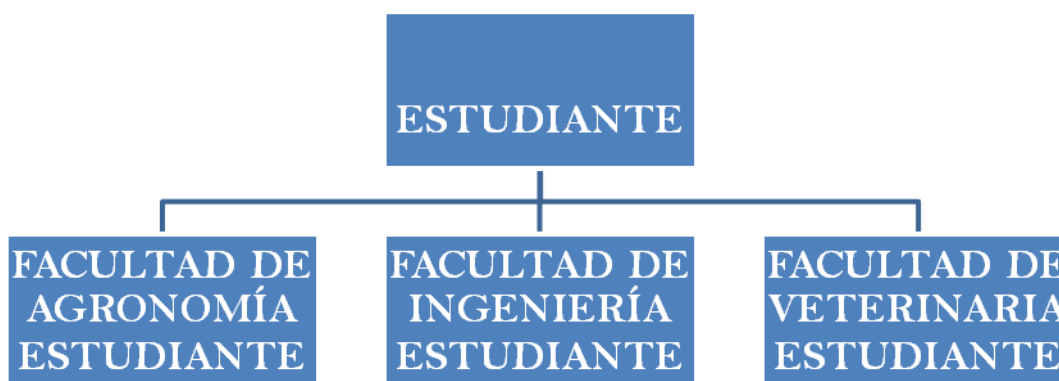 ESTUDIANTE
FACULTAD DE
AGRONOMÍA
ESTUDIANTE
FACULTAD DE
INGENIERÍA
ESTUDIANTE
FACULTAD DE
VETERINARIA
ESTUDIANTE